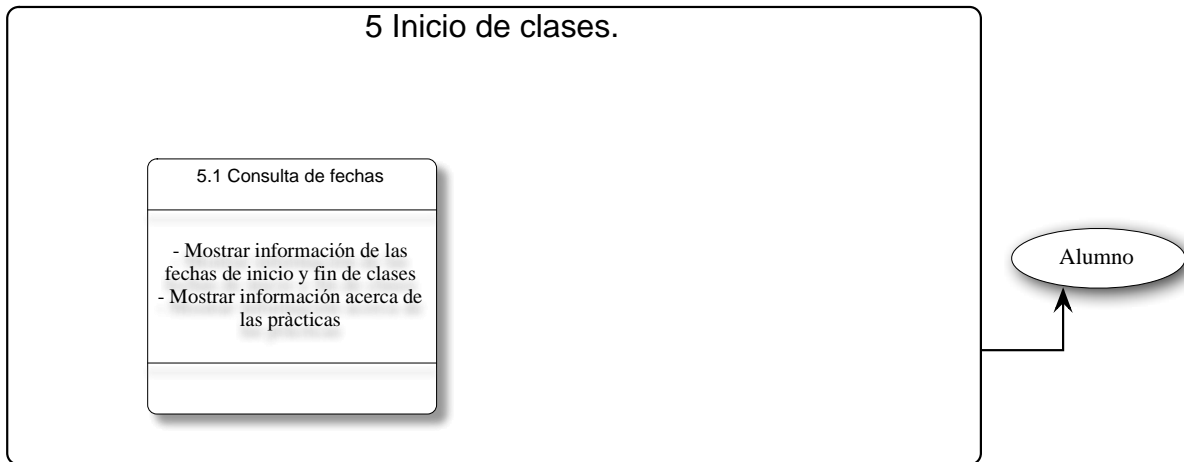 5 Inicio de clases.
5.1 Consulta de fechas
- Mostrar información de las
fechas de inicio y fin de clases
- Mostrar información acerca de
las pràcticas
Alumno